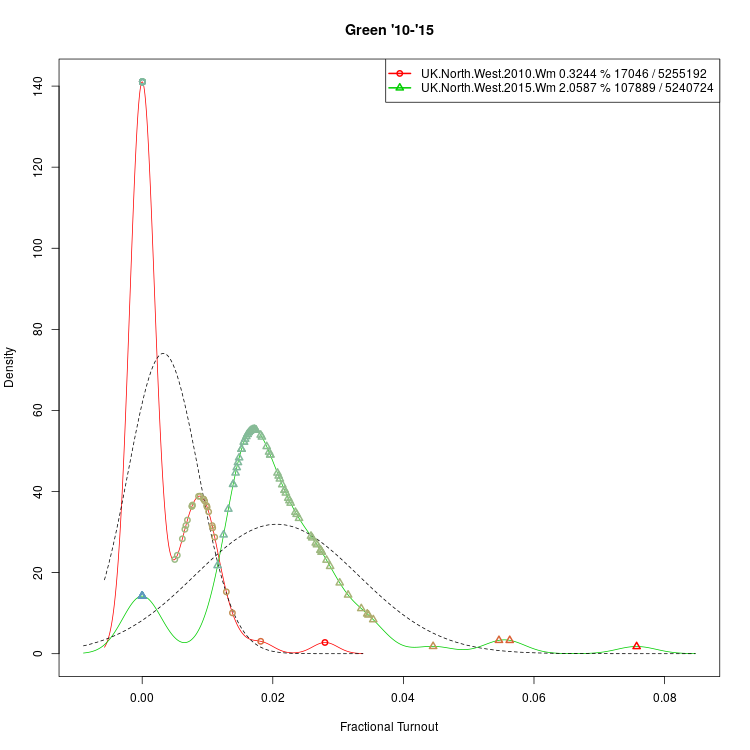 Green '10-'15
UK.North.West.2010.Wm 0.3244 % 17046 / 5255192
UK.North.West.2015.Wm 2.0587 % 107889 / 5240724
Density
140
120
100
80
60
40
20
0
0.00 0.02 0.04 0.06 0.08
Fractional Turnout